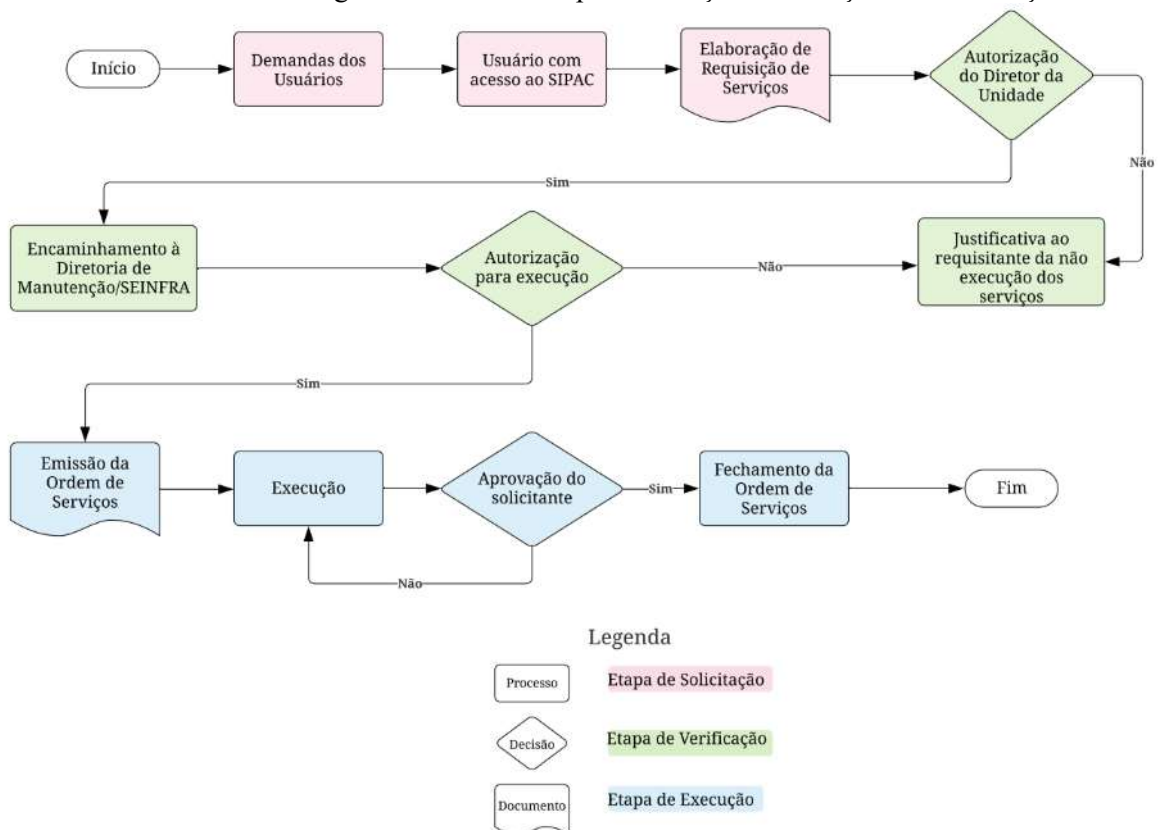 Início
Demandas dos
Usuários
Usuário com
acesso ao SIPAC
Elaboração de
Requisição de
Serviços
Autorização
do Diretor da
Unidade
Não
Sim
Encaminhamento à
Diretoria de
Manutenção/SEINFRA
Autorização
para execução
Não
Justificativa ao
requisitante da não
execução dos
serviços
Sim
Emissão da
Ordem de
Serviços
Execução
Aprovação do
solicitante
Sim
Fechamento da
Ordem de
Serviços
Fim
Não
Legenda
Processo
Etapa de Solicitação
Decisão
Etapa de Verificação
Documento
Etapa de Execução